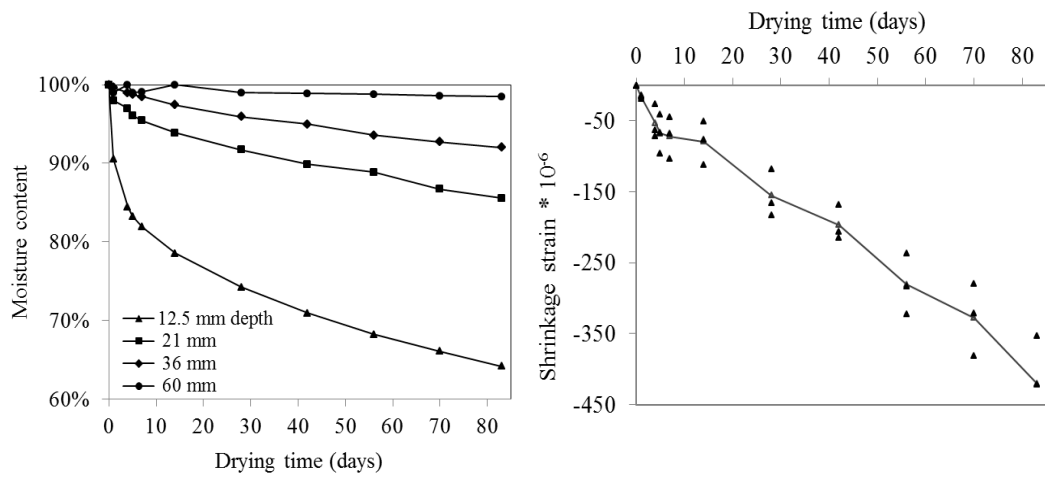 Moisture content
100%
90%
80%
70%
60%
12.5 mm depth
21 mm
36 mm
60 mm
0 10 20 30 40 50 60 70 80
Drying time (days)
Drying time (days)
0 10 20 30 40 50 60 70 80
Shrinkage strain * 10-6
-50
-150
-250
-350
-450